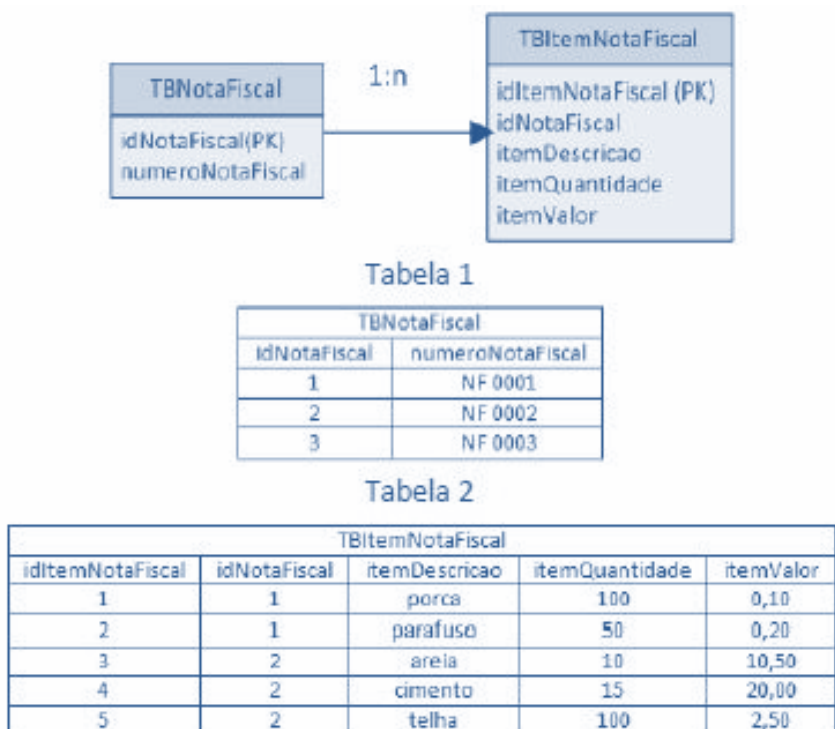 TBNotaFiscal
idNotaFiscal(PK)
numeroNotaFiscal
1:n
TBItemNotaFiscal
idItemNotaFiscal (PK)
idNotaFiscal
itemDescricao
itemQuantidade
itemValor
Tabela 1
TBNotaFiscal
idNotaFiscal numeroNotaFiscal
1 NF 0001
2 NF 0002
3 NF 0003
Tabela 2
TBItemNotaFiscal
idItemNotaFiscal idNotaFiscal itemDescricao itemQuantidade itemValor
1 1 porca 100 0,10
2 1 parafuso 50 0,20
3 2 areia 10 10,50
4 2 cimento 15 20,00
5 2 telha 100 2,50